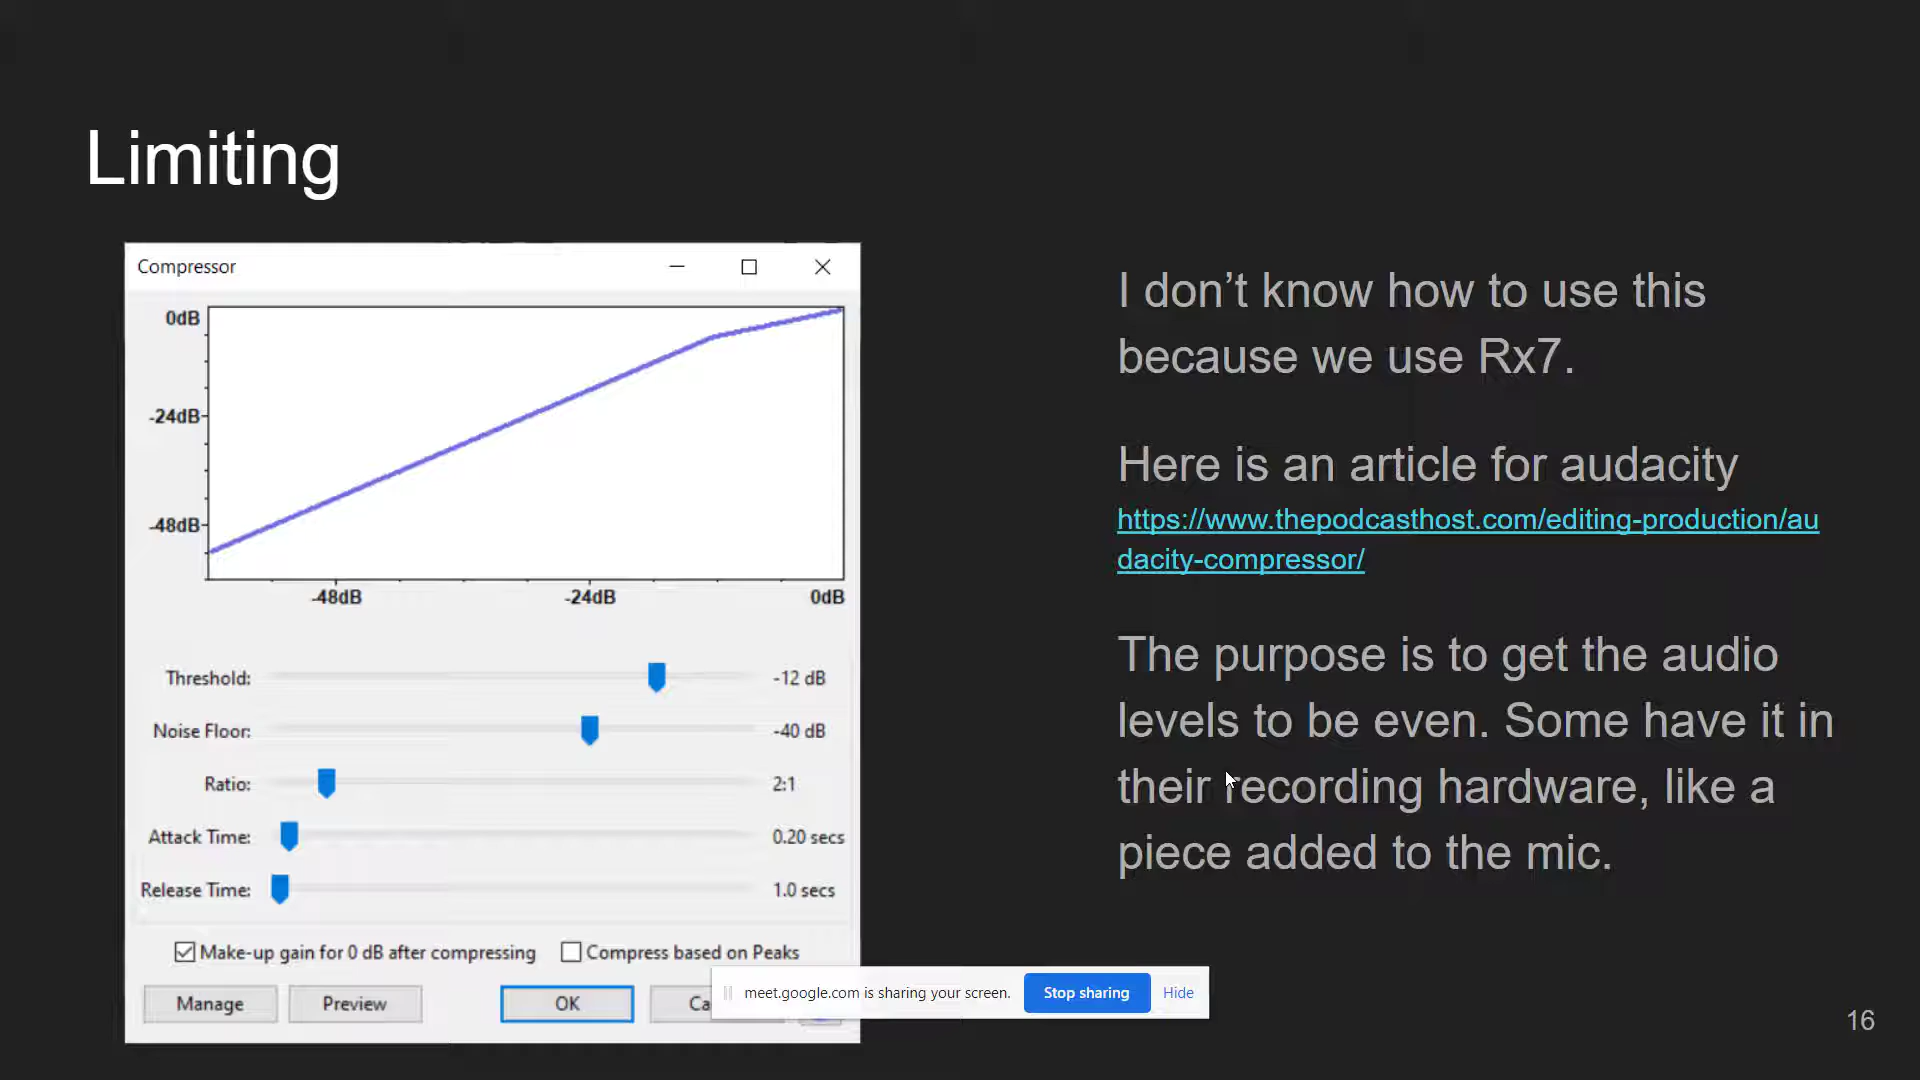 Limiting
Compressor
0dB
-24dB
-48dB
-48dB -24dB 0dB
Threshold: -12 dB
Noise Floor: -40 dB
Ratio: 2:1
Attack Time: 0.20 secs
Release Time: 1.0 secs
Make-up gain for 0 dB after compressing Compress based on Peaks
Manage Preview OK Ca
meet.google.com is sharing your screen. Stop sharing Hide
I don’t know how to use this
because we use Rx7.
Here is an article for audacity
https://www.thepodcasthost.com/editing-production/au
dacity-compressor/
The purpose is to get the audio
levels to be even. Some have it in
their recording hardware, like a
piece added to the mic.
16